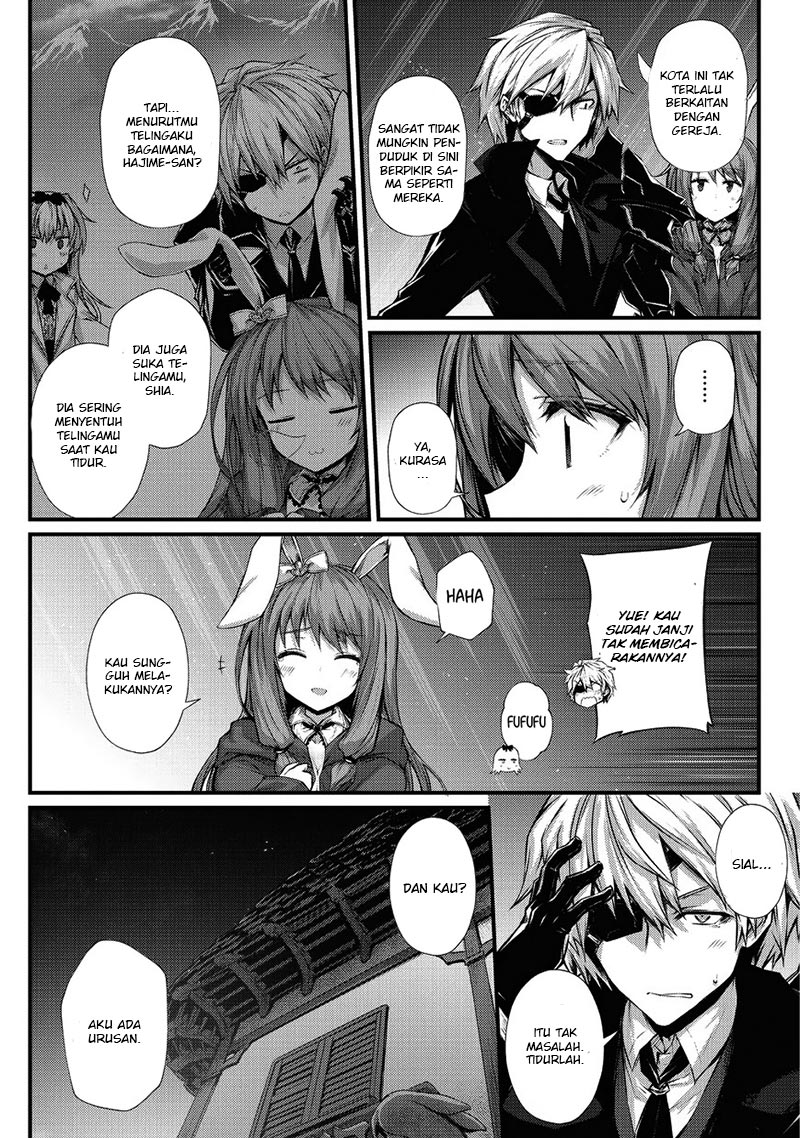 KOTA INI TAK
TERLALU
BERKAITAN
DENGAN
GEREJA.
SANGAT TIDAK
MUNGKIN PEN-
DUDUK DI SINI
BERPIKIR SA-
MA SEPERTI
MEREKA.
.......
YA,
KURASA
...
TAPI...
MENURUTMU
TELINGAKU
BAGAIMANA,
HAJIME-SAN?
DIA JUGA
SUKA TE-
LINGAMU,
SHIA.
DIA SERING
MENYENTUH
TELINGAMU
SAAT KAU
TIDUR.
YUE! KAU
SUDAH JANJI
TAK MEMBICA-
RAKANNYA!
FUFUFU
HAHA
KAU SUNG-
GUH MELA-
KUKANNYA?
SIAL...
ITU TAK
MASALAH.
TIDURLAH.
DAN KAU?
AKU ADA
URUSAN.